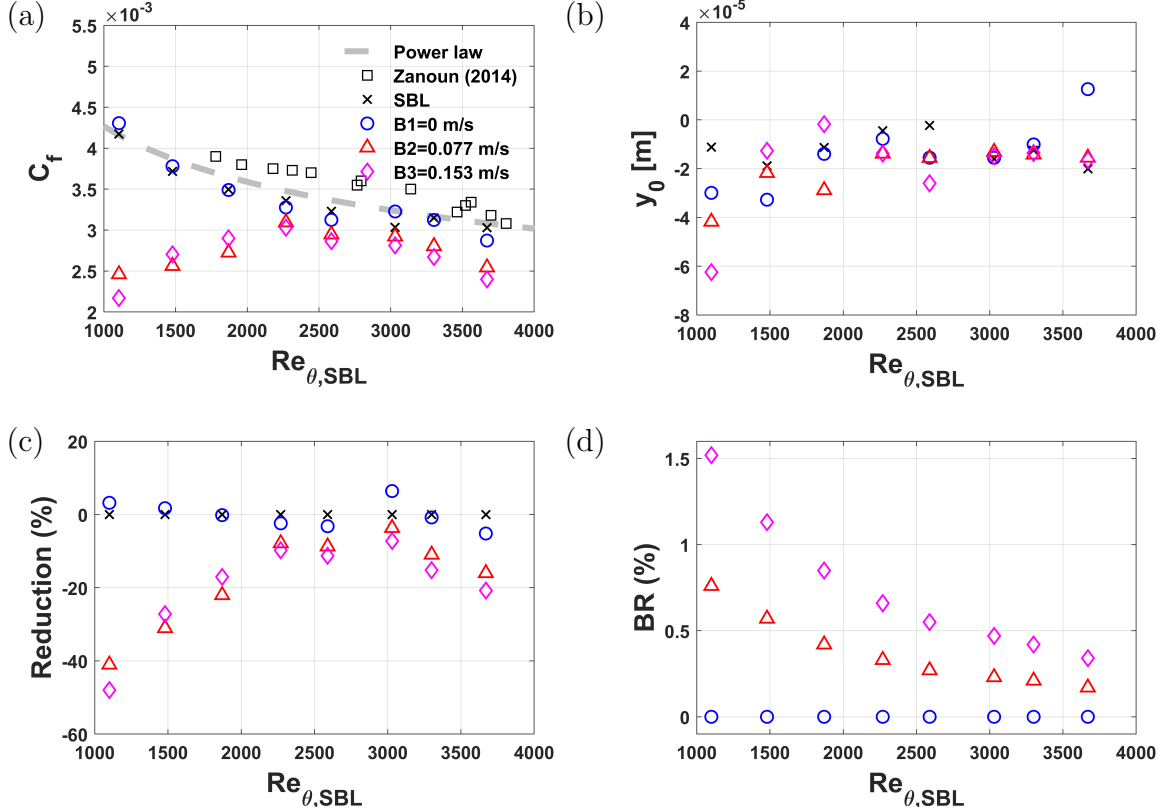 (a)
×10⁻³
5.5
5
4.5
4
3.5
3
2.5
2
C_f
Power law
Zanoun (2014)
SBL
B1=0 m/s
B2=0.077 m/s
B3=0.153 m/s
1000 1500 2000 2500 3000 3500 4000
Re_θ,SBL
(b)
×10⁻⁵
4
2
0
-2
-4
-6
-8
y_0 [m]
1000 1500 2000 2500 3000 3500 4000
Re_θ,SBL
(c)
20
0
-20
-40
-60
Reduction (%)
1000 1500 2000 2500 3000 3500 4000
Re_θ,SBL
(d)
1.5
1
0.5
0
BR (%)
1000 1500 2000 2500 3000 3500 4000
Re_θ,SBL